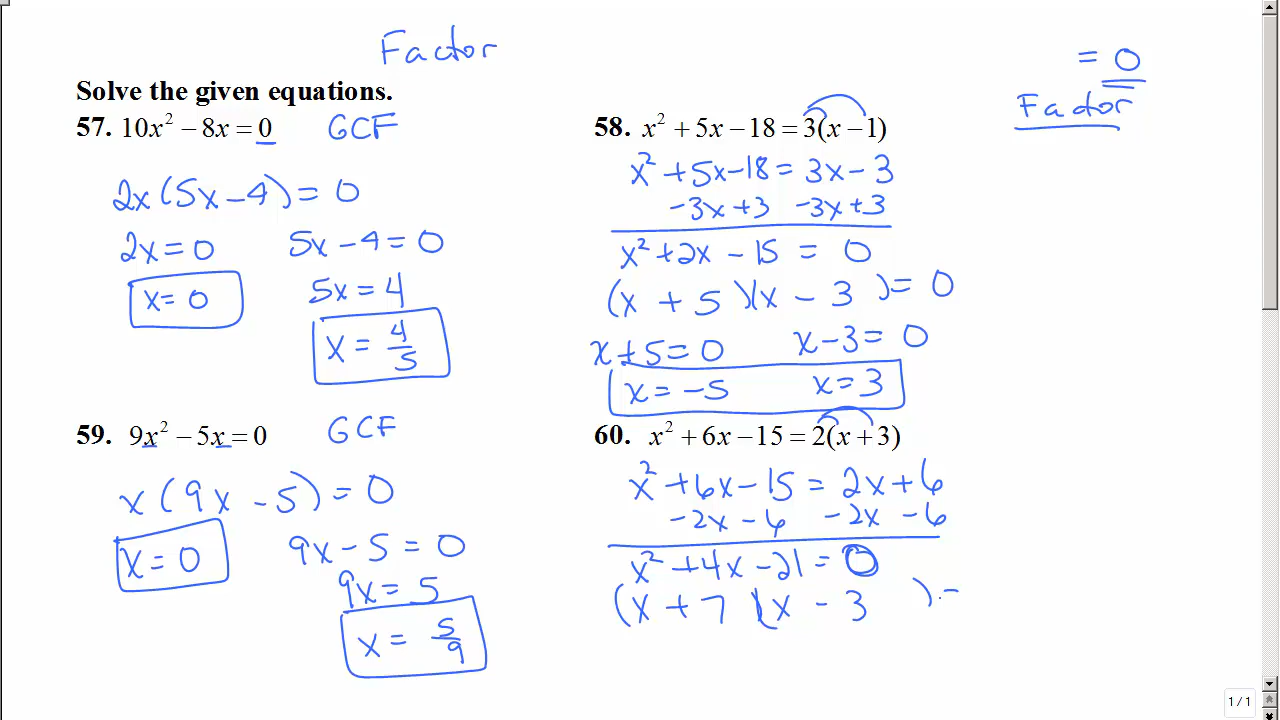 Factor
= 0
Factor
Solve the given equations.
57. 10x² − 8x = 0 GCF
2x(5x − 4) = 0
2x = 0 5x − 4 = 0
x = 0 5x = 4
x = 4/5
58. x² + 5x − 18 = 3(x − 1)
x² + 5x − 18 = 3x − 3
−3x + 3 −3x + 3
x² + 2x − 15 = 0
(x + 5)(x − 3) = 0
x + 5 = 0 x − 3 = 0
x = −5 x = 3
59. 9x² − 5x = 0 GCF
x(9x − 5) = 0
x = 0 9x − 5 = 0
9x = 5
x = 5/9
60. x² + 6x − 15 = 2(x + 3)
x² + 6x − 15 = 2x + 6
−2x − 6 −2x − 6
x² + 4x − 21 = 0
(x + 7)(x − 3) =
1/1